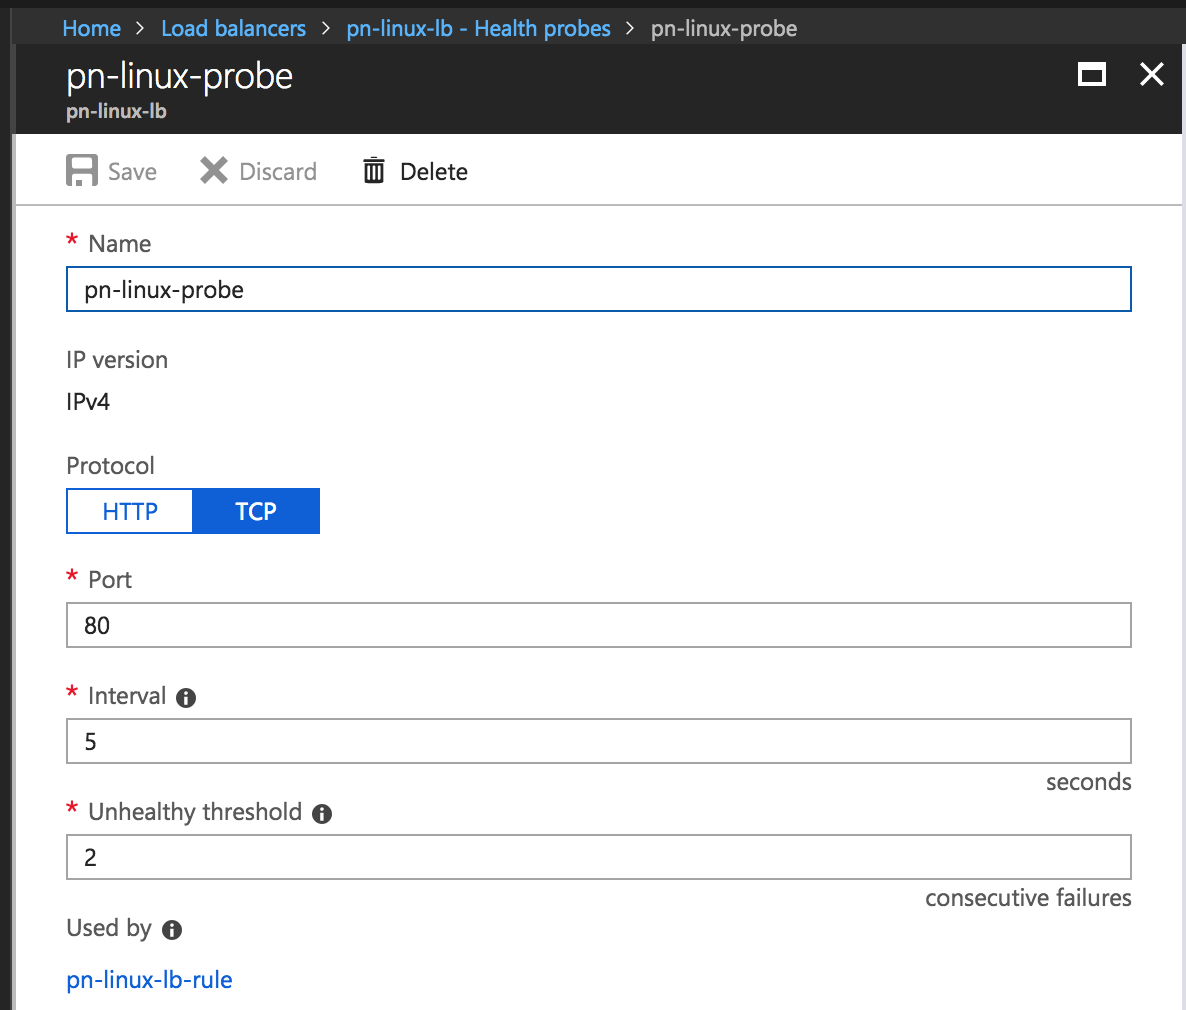 Home > Load balancers > pn-linux-lb - Health probes > pn-linux-probe
pn-linux-probe
pn-linux-lb
Save Discard Delete
* Name
pn-linux-probe
IP version
IPv4
Protocol
HTTP TCP
* Port
80
* Interval
5
seconds
* Unhealthy threshold
2
consecutive failures
Used by
pn-linux-lb-rule